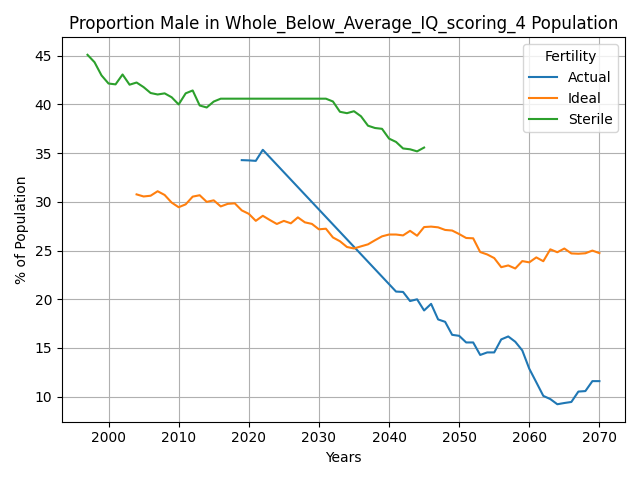 Proportion Male in Whole_Below_Average_IQ_scoring_4 Population
Fertility
Actual
Ideal
Sterile
% of Population
45
40
35
30
25
20
15
10
2000 2010 2020 2030 2040 2050 2060 2070
Years